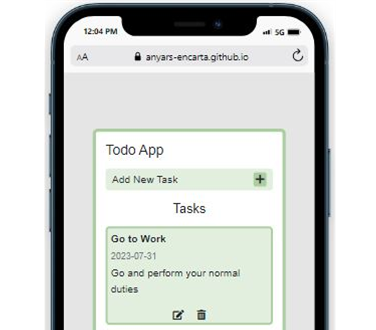 12:04 PM 5G
AA anyars-encarta.github.io
Todo App
Add New Task
Tasks
Go to Work
2023-07-31
Go and perform your normal
duties